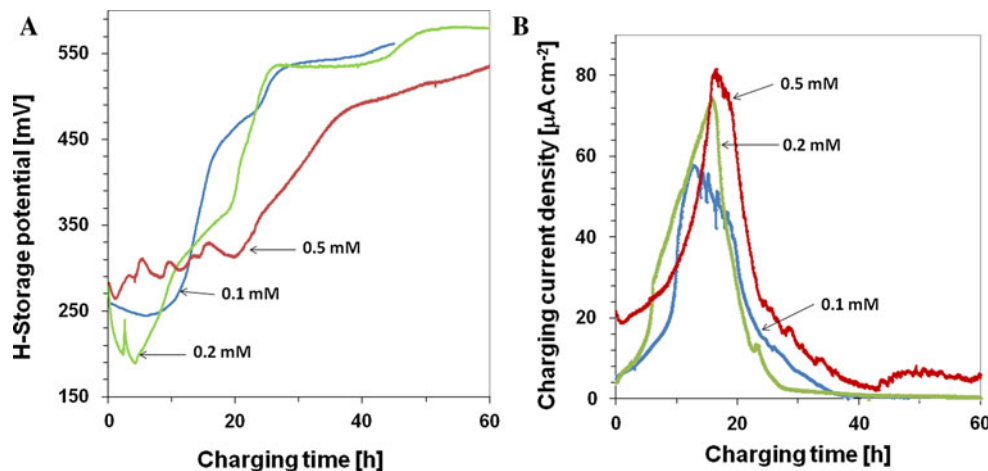 A
H-Storage potential [mV]
550
450
350
250
150
0
20
40
60
Charging time [h]
0.5 mM
0.1 mM
0.2 mM
B
Charging current density [µA cm-2]
80
60
40
20
0
0
20
40
60
Charging time [h]
0.5 mM
0.2 mM
0.1 mM